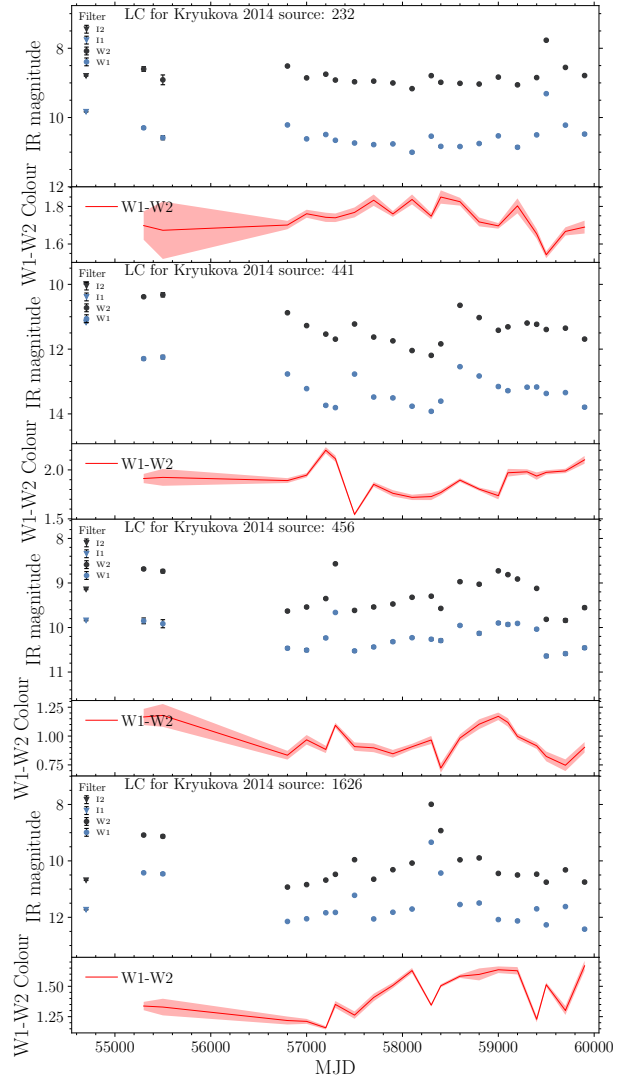 LC for Kryukova 2014 source: 232
Filter
I2
I1
W2
W1
IR magnitude
8
10
12
W1-W2 Colour
W1-W2
1.8
1.6
LC for Kryukova 2014 source: 441
Filter
I2
I1
W2
W1
IR magnitude
10
12
14
W1-W2 Colour
W1-W2
2.0
1.5
LC for Kryukova 2014 source: 456
Filter
I2
I1
W2
W1
IR magnitude
8
9
10
11
W1-W2 Colour
W1-W2
1.25
1.00
0.75
LC for Kryukova 2014 source: 1626
Filter
I2
I1
W2
W1
IR magnitude
8
10
12
W1-W2 Colour
W1-W2
1.50
1.25
55000 56000 57000 58000 59000 60000
MJD